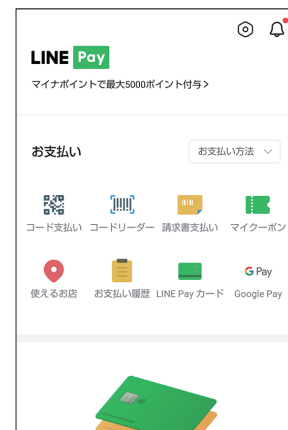 LINE Pay
マイナポイントで最大5000ポイント付与 >
お支払い
お支払い方法
コード支払い コードリーダー 請求書支払い マイクーポン
G Pay
使えるお店 お支払い履歴 LINE Pay カード Google Pay